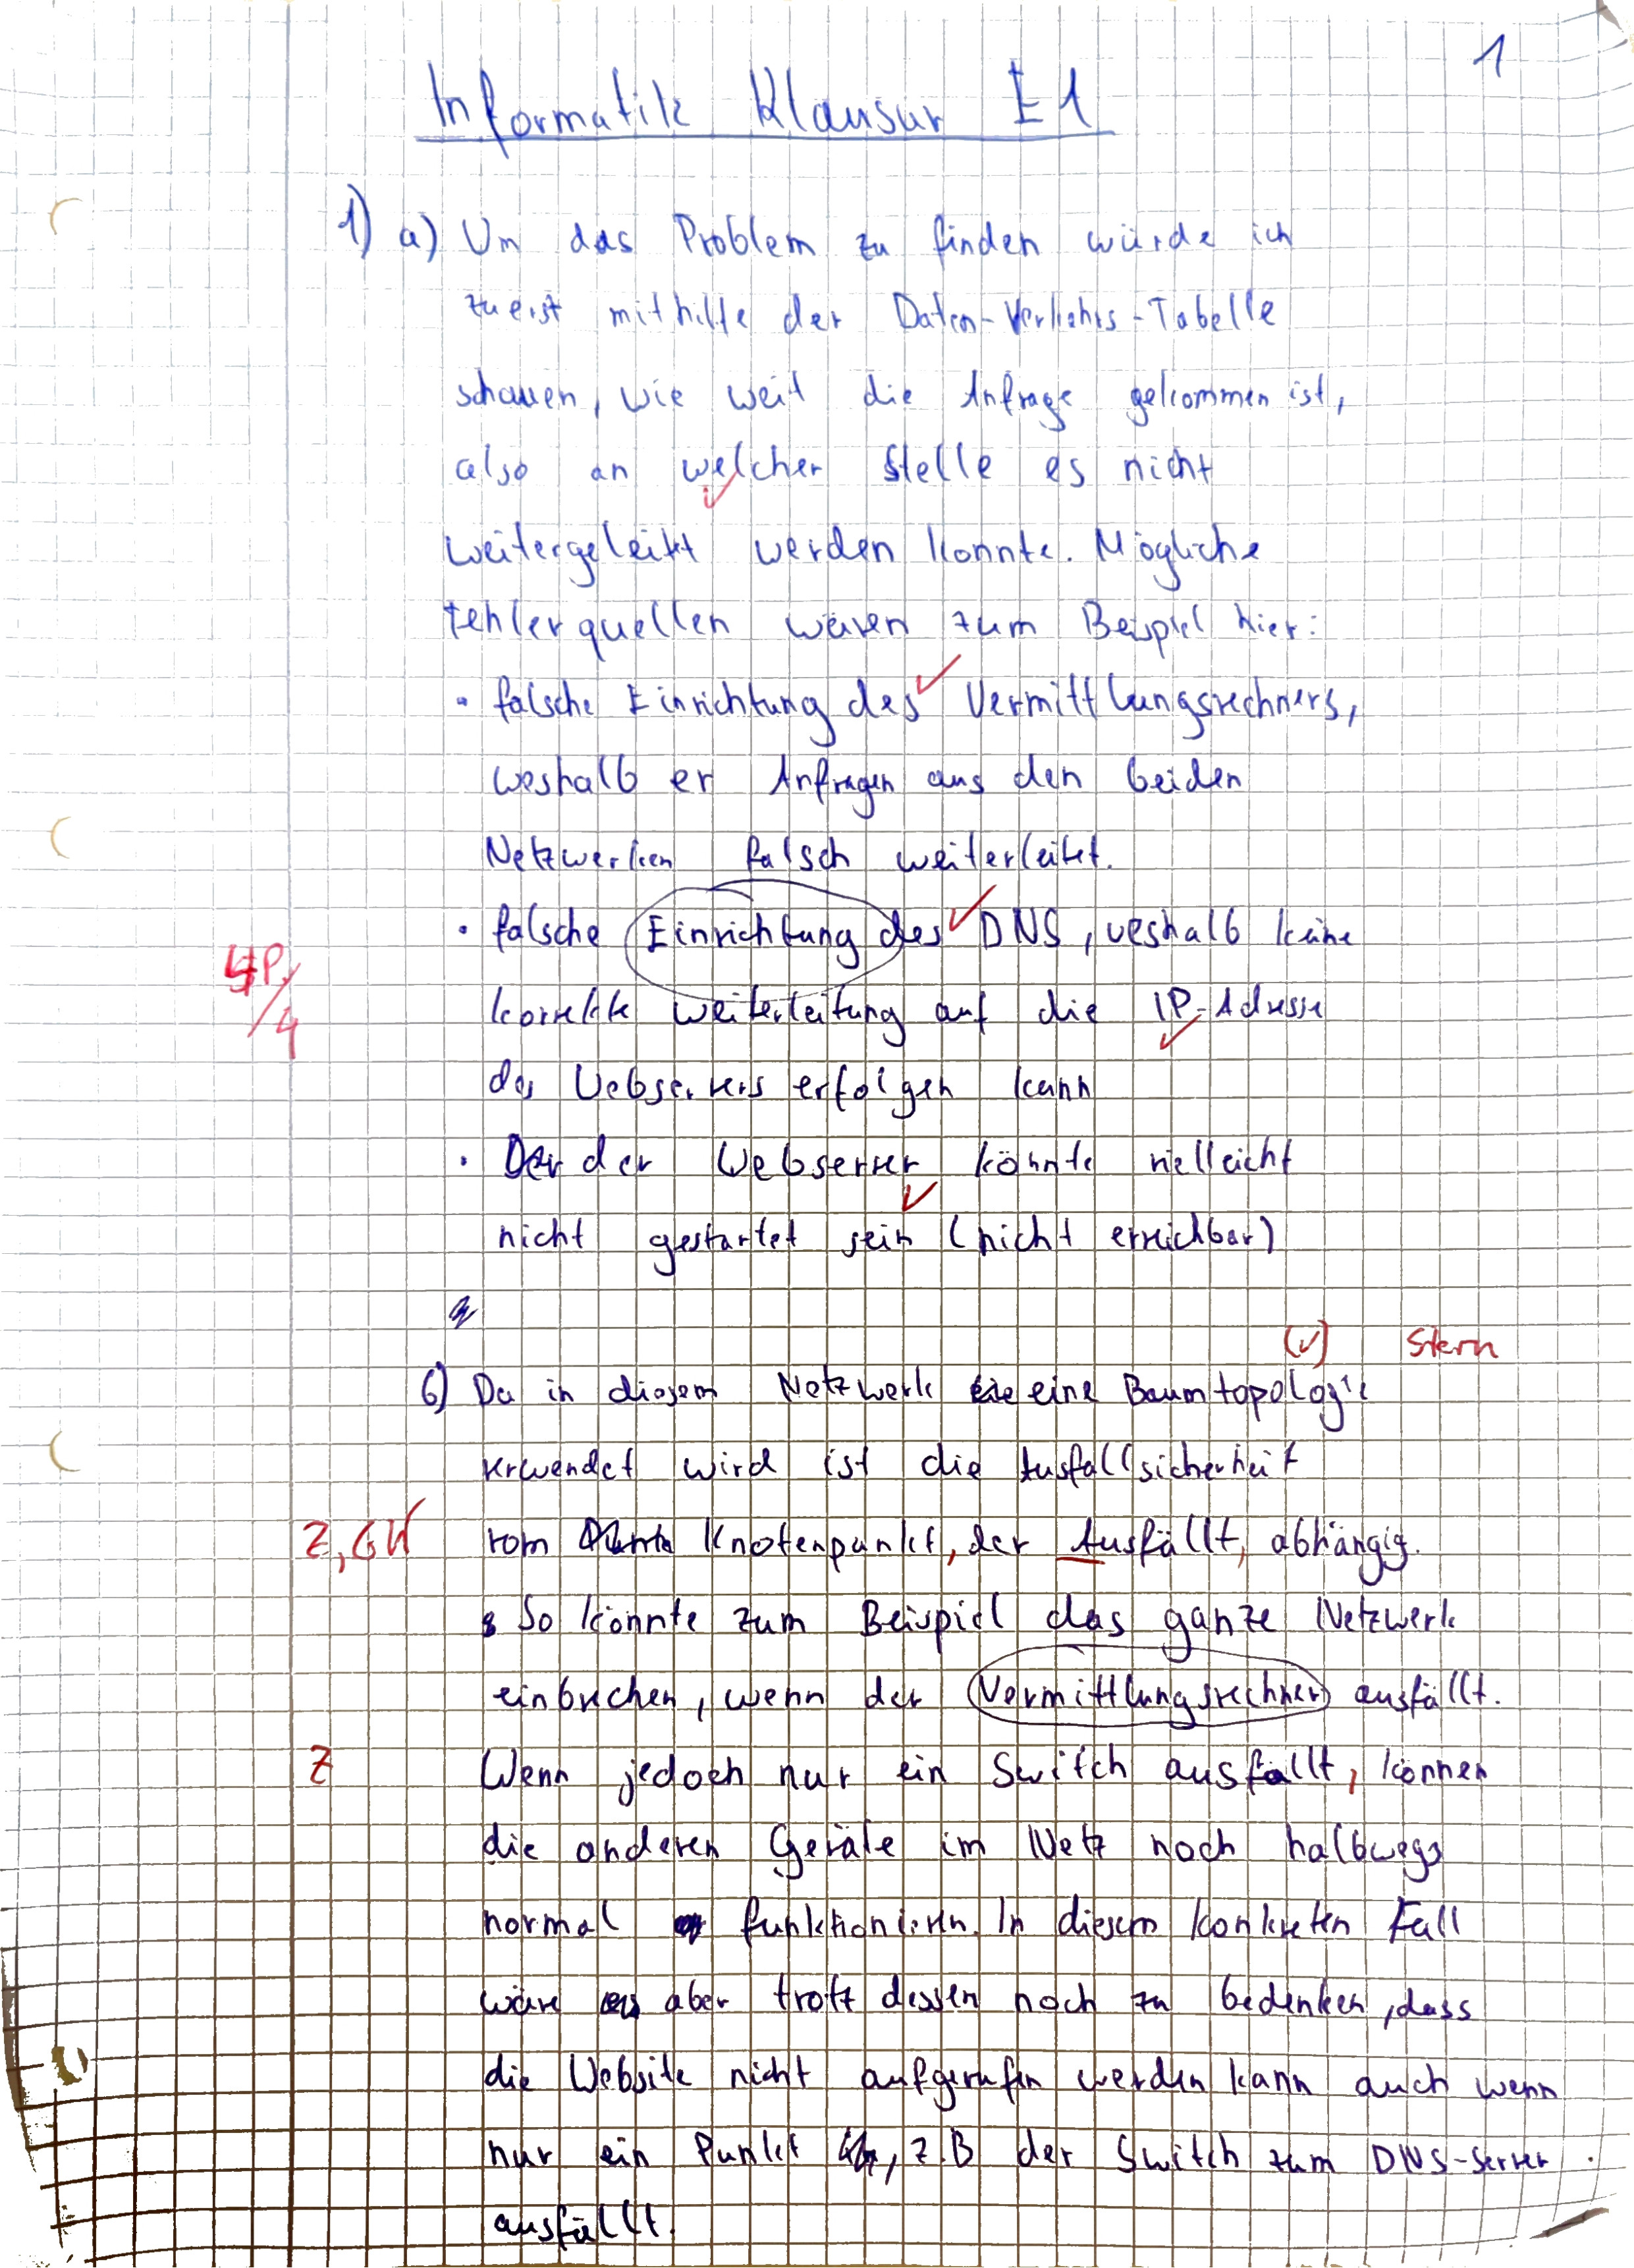 1
Informatik Klausur E1
1) a) Um das Problem zu finden würde ich
zuerst mithilfe der Daten-Verkehrs-Tabelle
schauen, wie weit die Anfrage gekommen ist,
also an welcher Stelle es nicht
weitergeleitet werden konnte. Mögliche
Fehlerquellen wären zum Beispiel hier:
• falsche Einrichtung des Vermittlungsrechners,
weshalb er Anfragen aus den beiden
Netzwerken falsch weiterleitet.
• falsche Einrichtung des DNS, weshalb keine
4P/4
korrekte Weiterleitung auf die IP-Adresse
des Webservers erfolgen kann
• Der der Webserver könnte vielleicht
nicht gestartet sein (nicht erreichbar)
(✓) Stern
b) Da in diesem Netzwerk eine Baumtopologie
verwendet wird ist die Ausfallsicherheit
Z, GW vom Knotenpunkt, der Ausfällt, abhängig.
So könnte zum Beispiel das ganze Netzwerk
einbrechen, wenn der Vermittlungsrechner ausfällt.
Z Wenn jedoch nur ein Switch ausfällt, können
die anderen Geräte im Netz noch halbwegs
normal funktionieren. In diesem konkreten Fall
wäre aber trotz dessen noch zu bedenken, dass
die Website nicht aufgerufen werden kann auch wenn
nur ein Punkt, z.B der Switch zum DNS-Server
ausfällt.